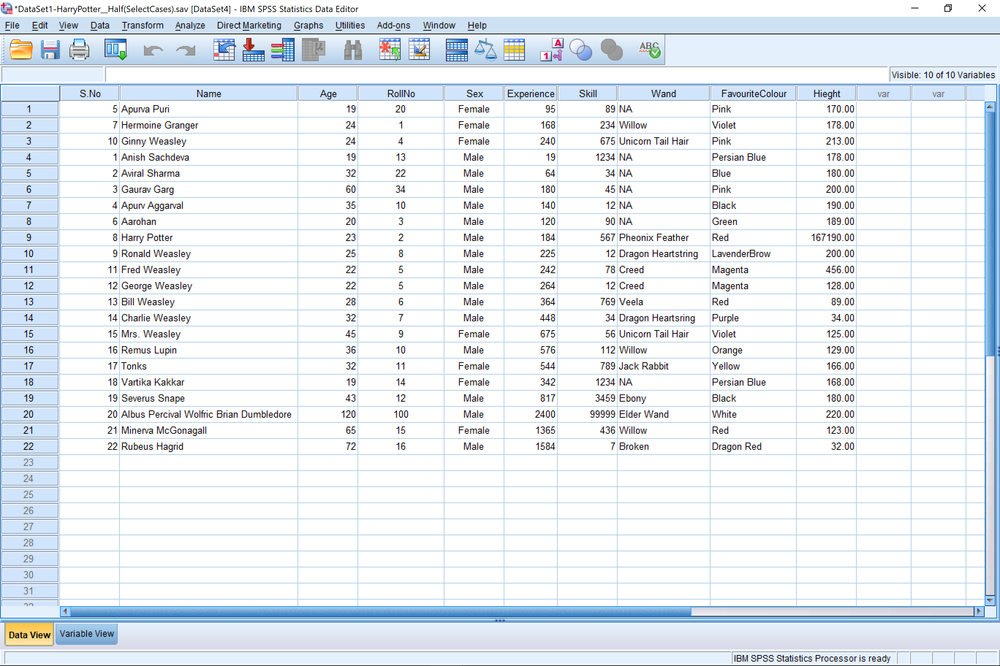 *DataSet1-HarryPotter__Half(SelectCases).sav [DataSet4] - IBM SPSS Statistics Data Editor
File Edit View Data Transform Analyze Direct Marketing Graphs Utilities Add-ons Window Help
μ A 1 ABC
Visible: 10 of 10 Variables
S.No Name Age RollNo Sex Experience Skill Wand FavouriteColour Hieght var var
1 5 Apurva Puri 19 20 Female 95 89 NA Pink 170.00
2 7 Hermoine Granger 24 1 Female 168 234 Willow Violet 178.00
3 10 Ginny Weasley 24 4 Female 240 675 Unicorn Tail Hair Pink 213.00
4 1 Anish Sachdeva 19 13 Male 19 1234 NA Persian Blue 178.00
5 2 Aviral Sharma 32 22 Male 64 34 NA Blue 180.00
6 3 Gaurav Garg 60 34 Male 180 45 NA Pink 200.00
7 4 Apurv Aggarval 35 10 Male 140 12 NA Black 190.00
8 6 Aarohan 20 3 Male 120 90 NA Green 189.00
9 8 Harry Potter 23 2 Male 184 567 Pheonix Feather Red 167190.00
10 9 Ronald Weasley 25 8 Male 225 12 Dragon Heartstring LavenderBrow 200.00
11 11 Fred Weasley 22 5 Male 242 78 Creed Magenta 456.00
12 12 George Weasley 22 5 Male 264 12 Creed Magenta 128.00
13 13 Bill Weasley 28 6 Male 364 769 Veela Red 89.00
14 14 Charlie Weasley 32 7 Male 448 34 Dragon Heartsring Purple 34.00
15 15 Mrs. Weasley 45 9 Female 675 56 Unicorn Tail Hair Violet 125.00
16 16 Remus Lupin 36 10 Male 576 112 Willow Orange 129.00
17 17 Tonks 32 11 Female 544 789 Jack Rabbit Yellow 166.00
18 18 Vartika Kakkar 19 14 Female 342 1234 NA Persian Blue 168.00
19 19 Severus Snape 43 12 Male 817 3459 Ebony Black 180.00
20 20 Albus Percival Wolfric Brian Dumbledore 120 100 Male 2400 99999 Elder Wand White 220.00
21 21 Minerva McGonagall 65 15 Female 1365 436 Willow Red 123.00
22 22 Rubeus Hagrid 72 16 Male 1584 7 Broken Dragon Red 32.00
23
24
25
26
27
28
29
30
31
Data View Variable View
IBM SPSS Statistics Processor is ready